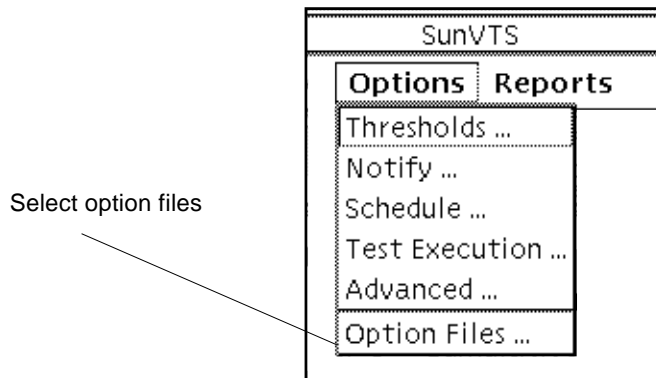 SunVTS
Options Reports
Thresholds ...
Notify ...
Schedule ...
Test Execution ...
Advanced ...
Option Files ...
Select option files